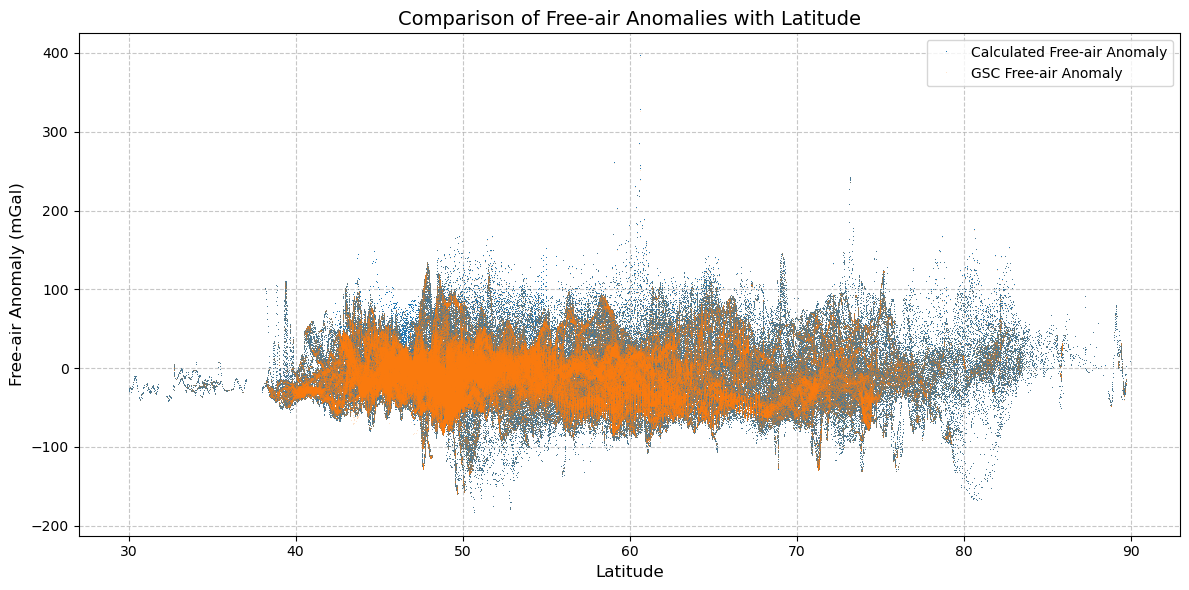 Comparison of Free-air Anomalies with Latitude
Calculated Free-air Anomaly
GSC Free-air Anomaly
Free-air Anomaly (mGal)
400
300
200
100
0
−100
−200
30 40 50 60 70 80 90
Latitude